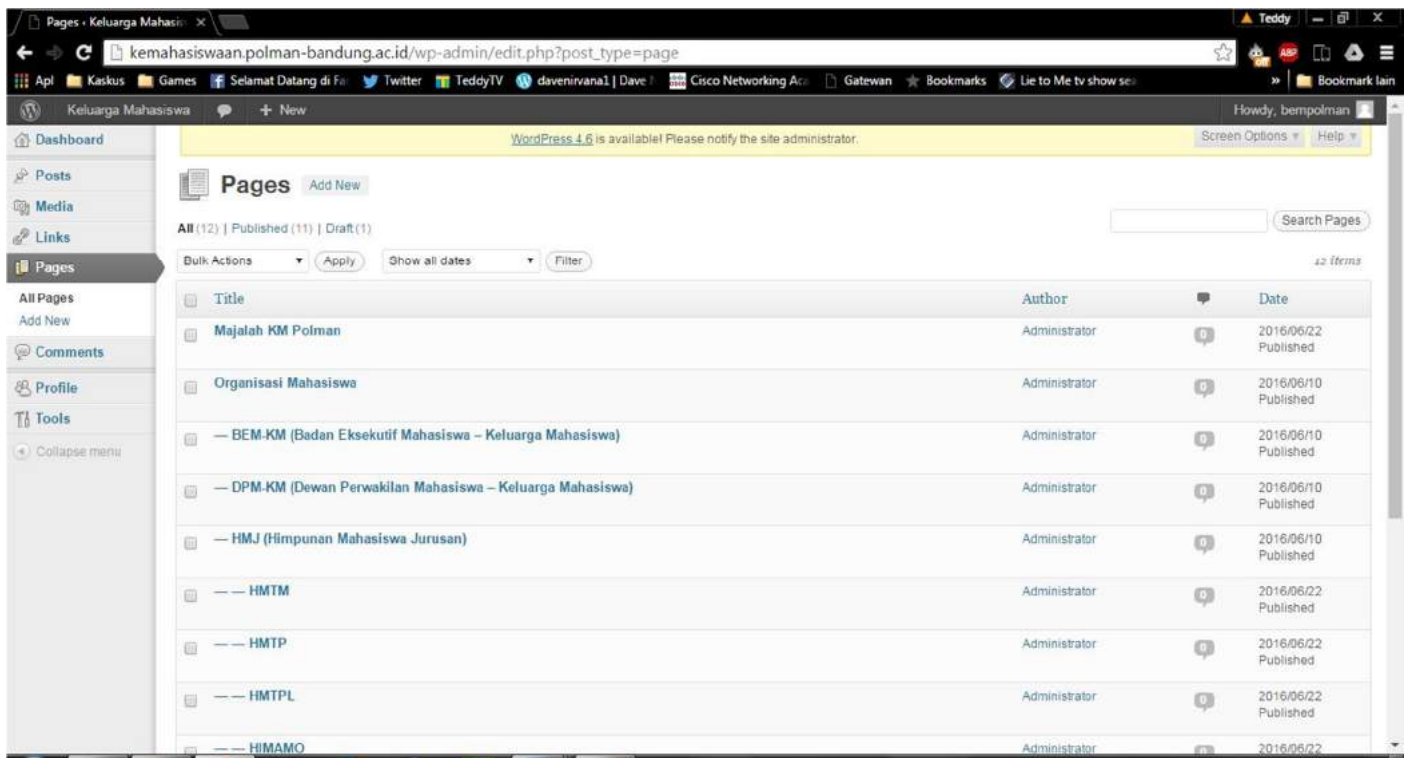 Pages ‹ Keluarga Mahasis
Teddy
kemahasiswaan.polman-bandung.ac.id/wp-admin/edit.php?post_type=page
Apl Kaskus Games Selamat Datang di Fa Twitter TeddyTV davenirvana1 | Dave Cisco Networking Aca Gatewan Bookmarks Lie to Me tv show sea » Bookmark lain
Keluarga Mahasiswa + New Howdy, bempolman
WordPress 4.6 is available! Please notify the site administrator.
Screen Options Help
Dashboard
Posts
Media
Links
Pages
All Pages
Add New
Comments
Profile
Tools
Collapse menu
Pages Add New
All (12) | Published (11) | Draft (1)
Search Pages
Bulk Actions Apply Show all dates Filter
12 items
Title Author Date
Majalah KM Polman Administrator 0 2016/06/22
Published
Organisasi Mahasiswa Administrator 0 2016/06/10
Published
— BEM-KM (Badan Eksekutif Mahasiswa – Keluarga Mahasiswa) Administrator 0 2016/06/10
Published
— DPM-KM (Dewan Perwakilan Mahasiswa – Keluarga Mahasiswa) Administrator 0 2016/06/10
Published
— HMJ (Himpunan Mahasiswa Jurusan) Administrator 0 2016/06/10
Published
— — HMTM Administrator 0 2016/06/22
Published
— — HMTP Administrator 0 2016/06/22
Published
— — HMTPL Administrator 0 2016/06/22
Published
— — HIMAMO Administrator 0 2016/06/22